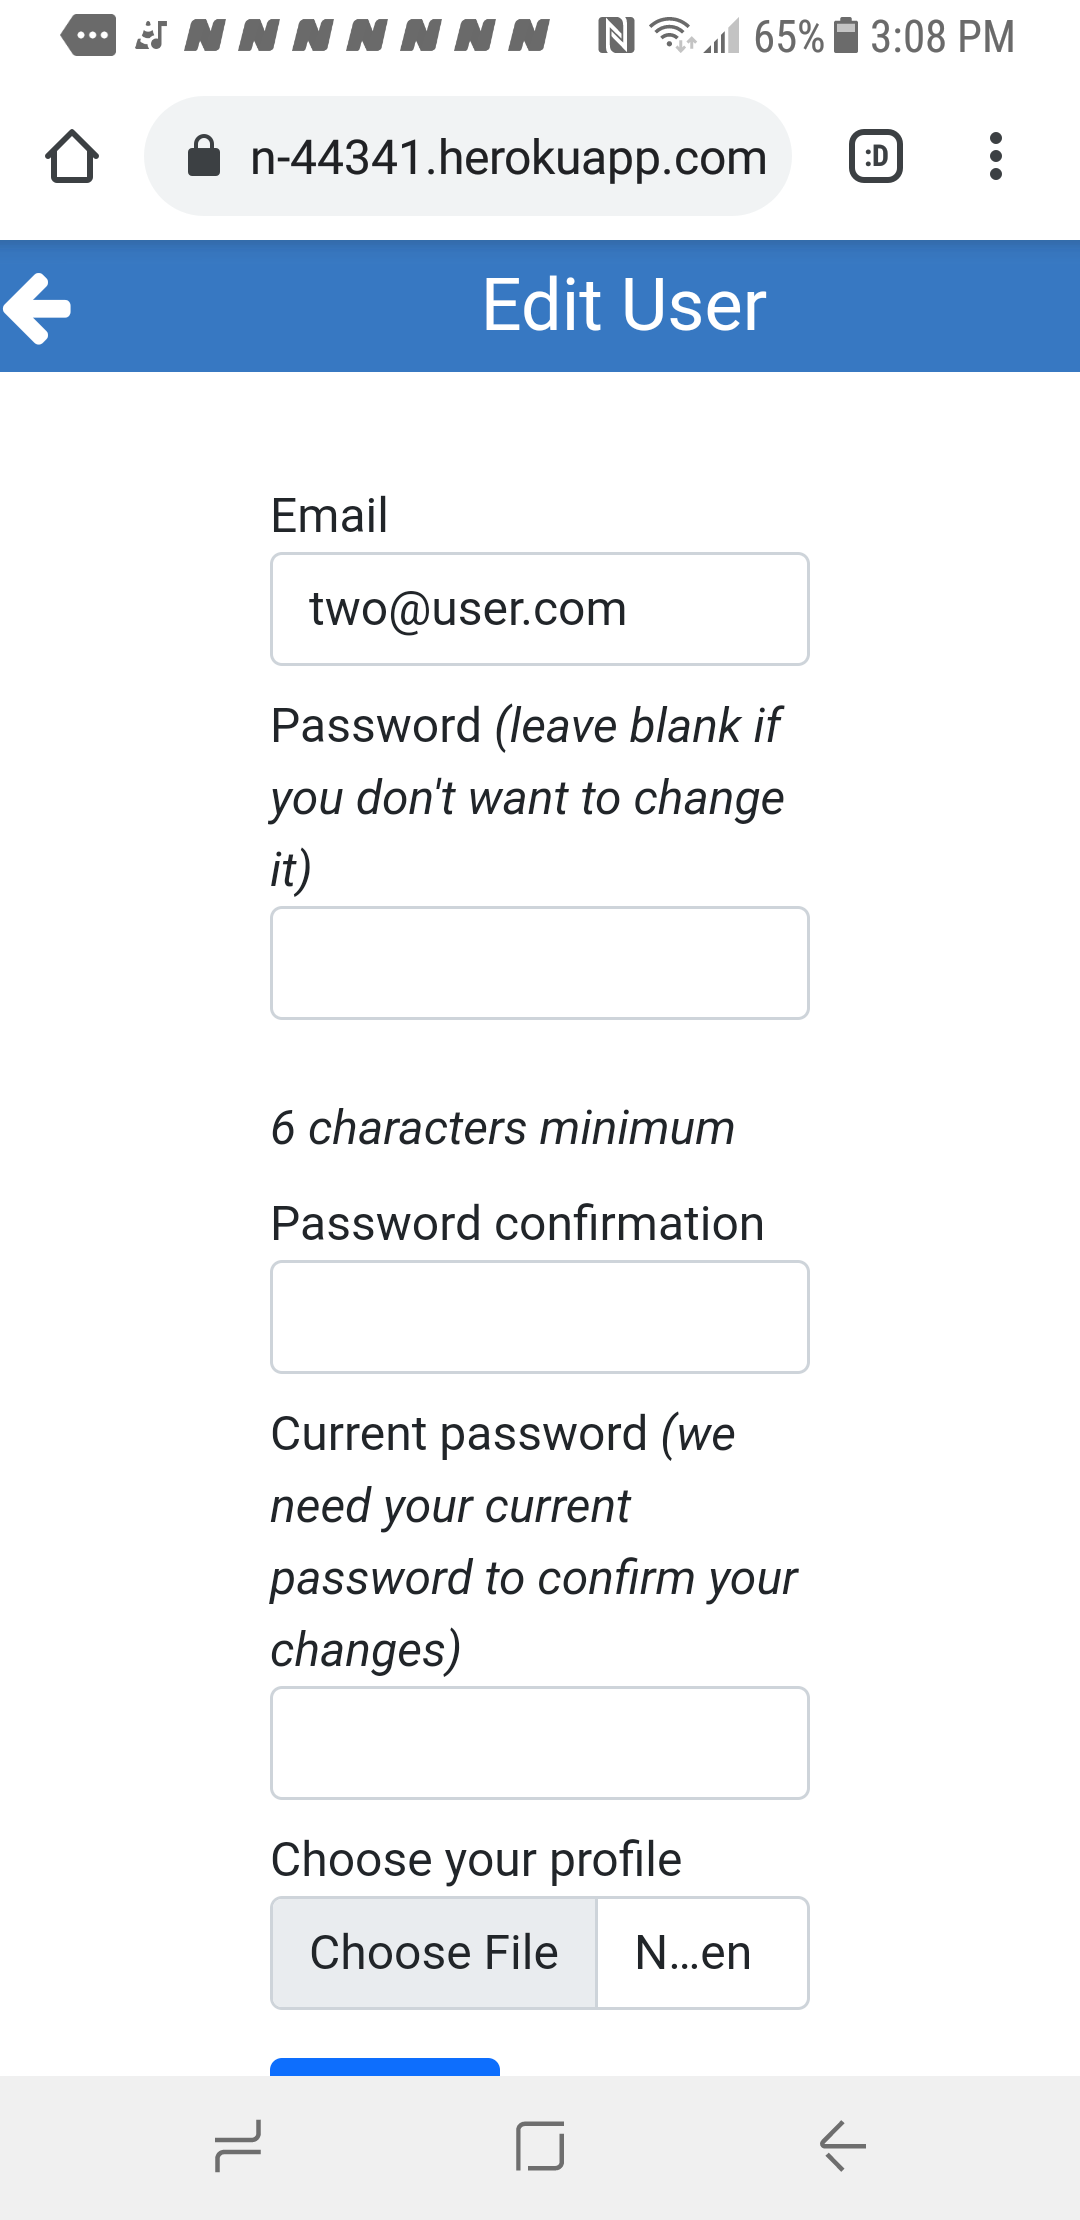 65% 3:08 PM
n-44341.herokuapp.com :D
Edit User
Email
two@user.com
Password (leave blank if
you don't want to change
it)
6 characters minimum
Password confirmation
Current password (we
need your current
password to confirm your
changes)
Choose your profile
Choose File N...en